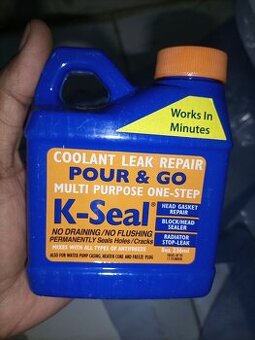 Works In
Minutes
COOLANT LEAK REPAIR
POUR & GO
MULTI PURPOSE ONE-STEP
K-Seal®
HEAD GASKET
REPAIR
BLOCK/HEAD
SEALER
RADIATOR
STOP-LEAK
NO DRAINING/NO FLUSHING
PERMANENTLY Seals Holes/Cracks
MIXES WITH ALL TYPES OF ANTIFREEZE
8oz 236ml
ALSO FOR WATER PUMP CASING, HEATER CORE AND FREEZE PLUG